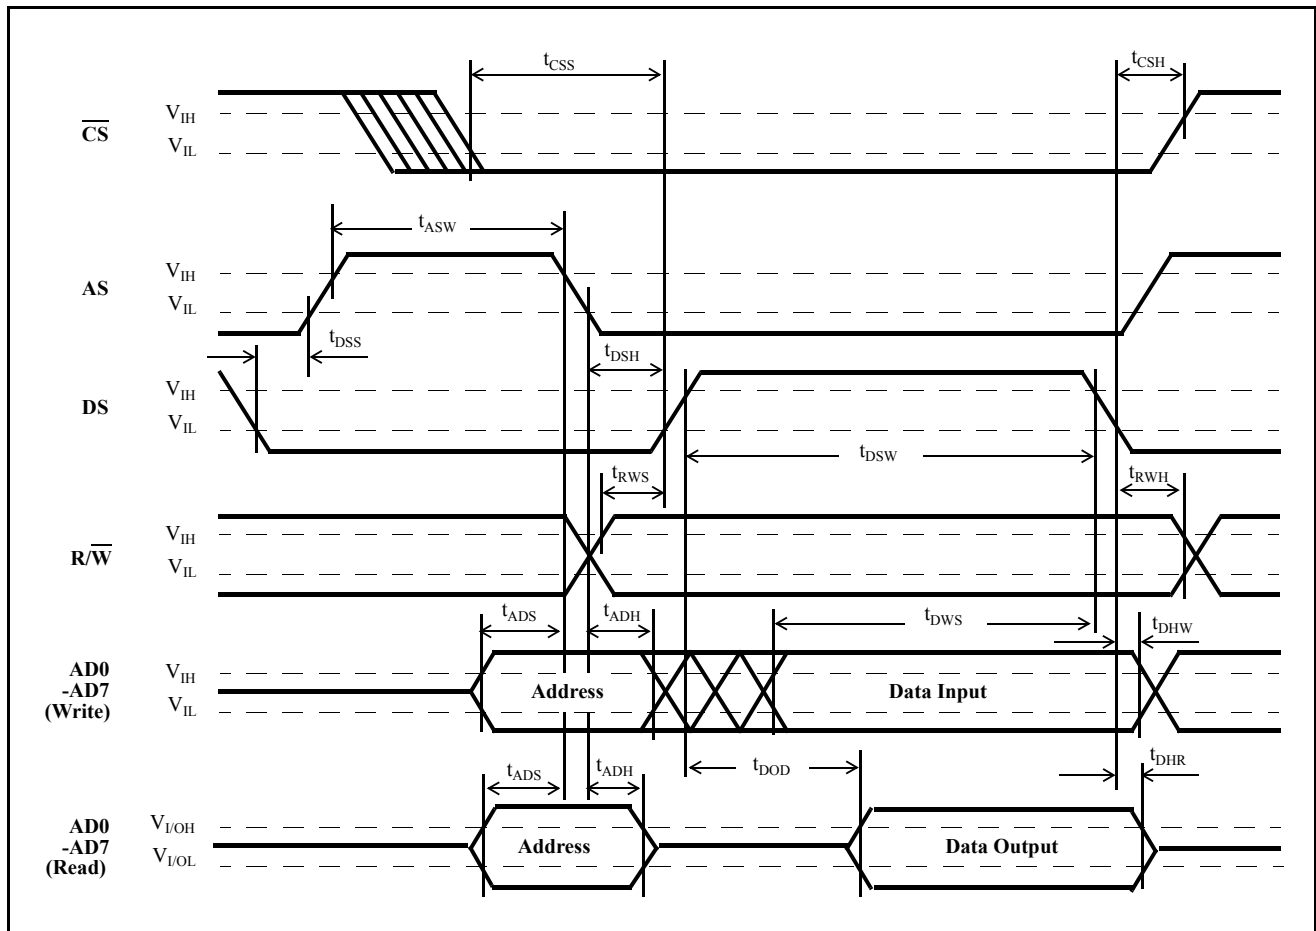 tCSS
tCSH
CS
VIH
VIL
tASW
AS
VIH
VIL
tDSS
tDSH
DS
VIH
VIL
tDSW
tRWS
tRWH
R/W
VIH
VIL
tADS
tADH
tDWS
tDHW
AD0
-AD7
(Write)
VIH
VIL
Address
Data Input
tADS
tADH
tDOD
tDHR
AD0
-AD7
(Read)
VI/OH
VI/OL
Address
Data Output